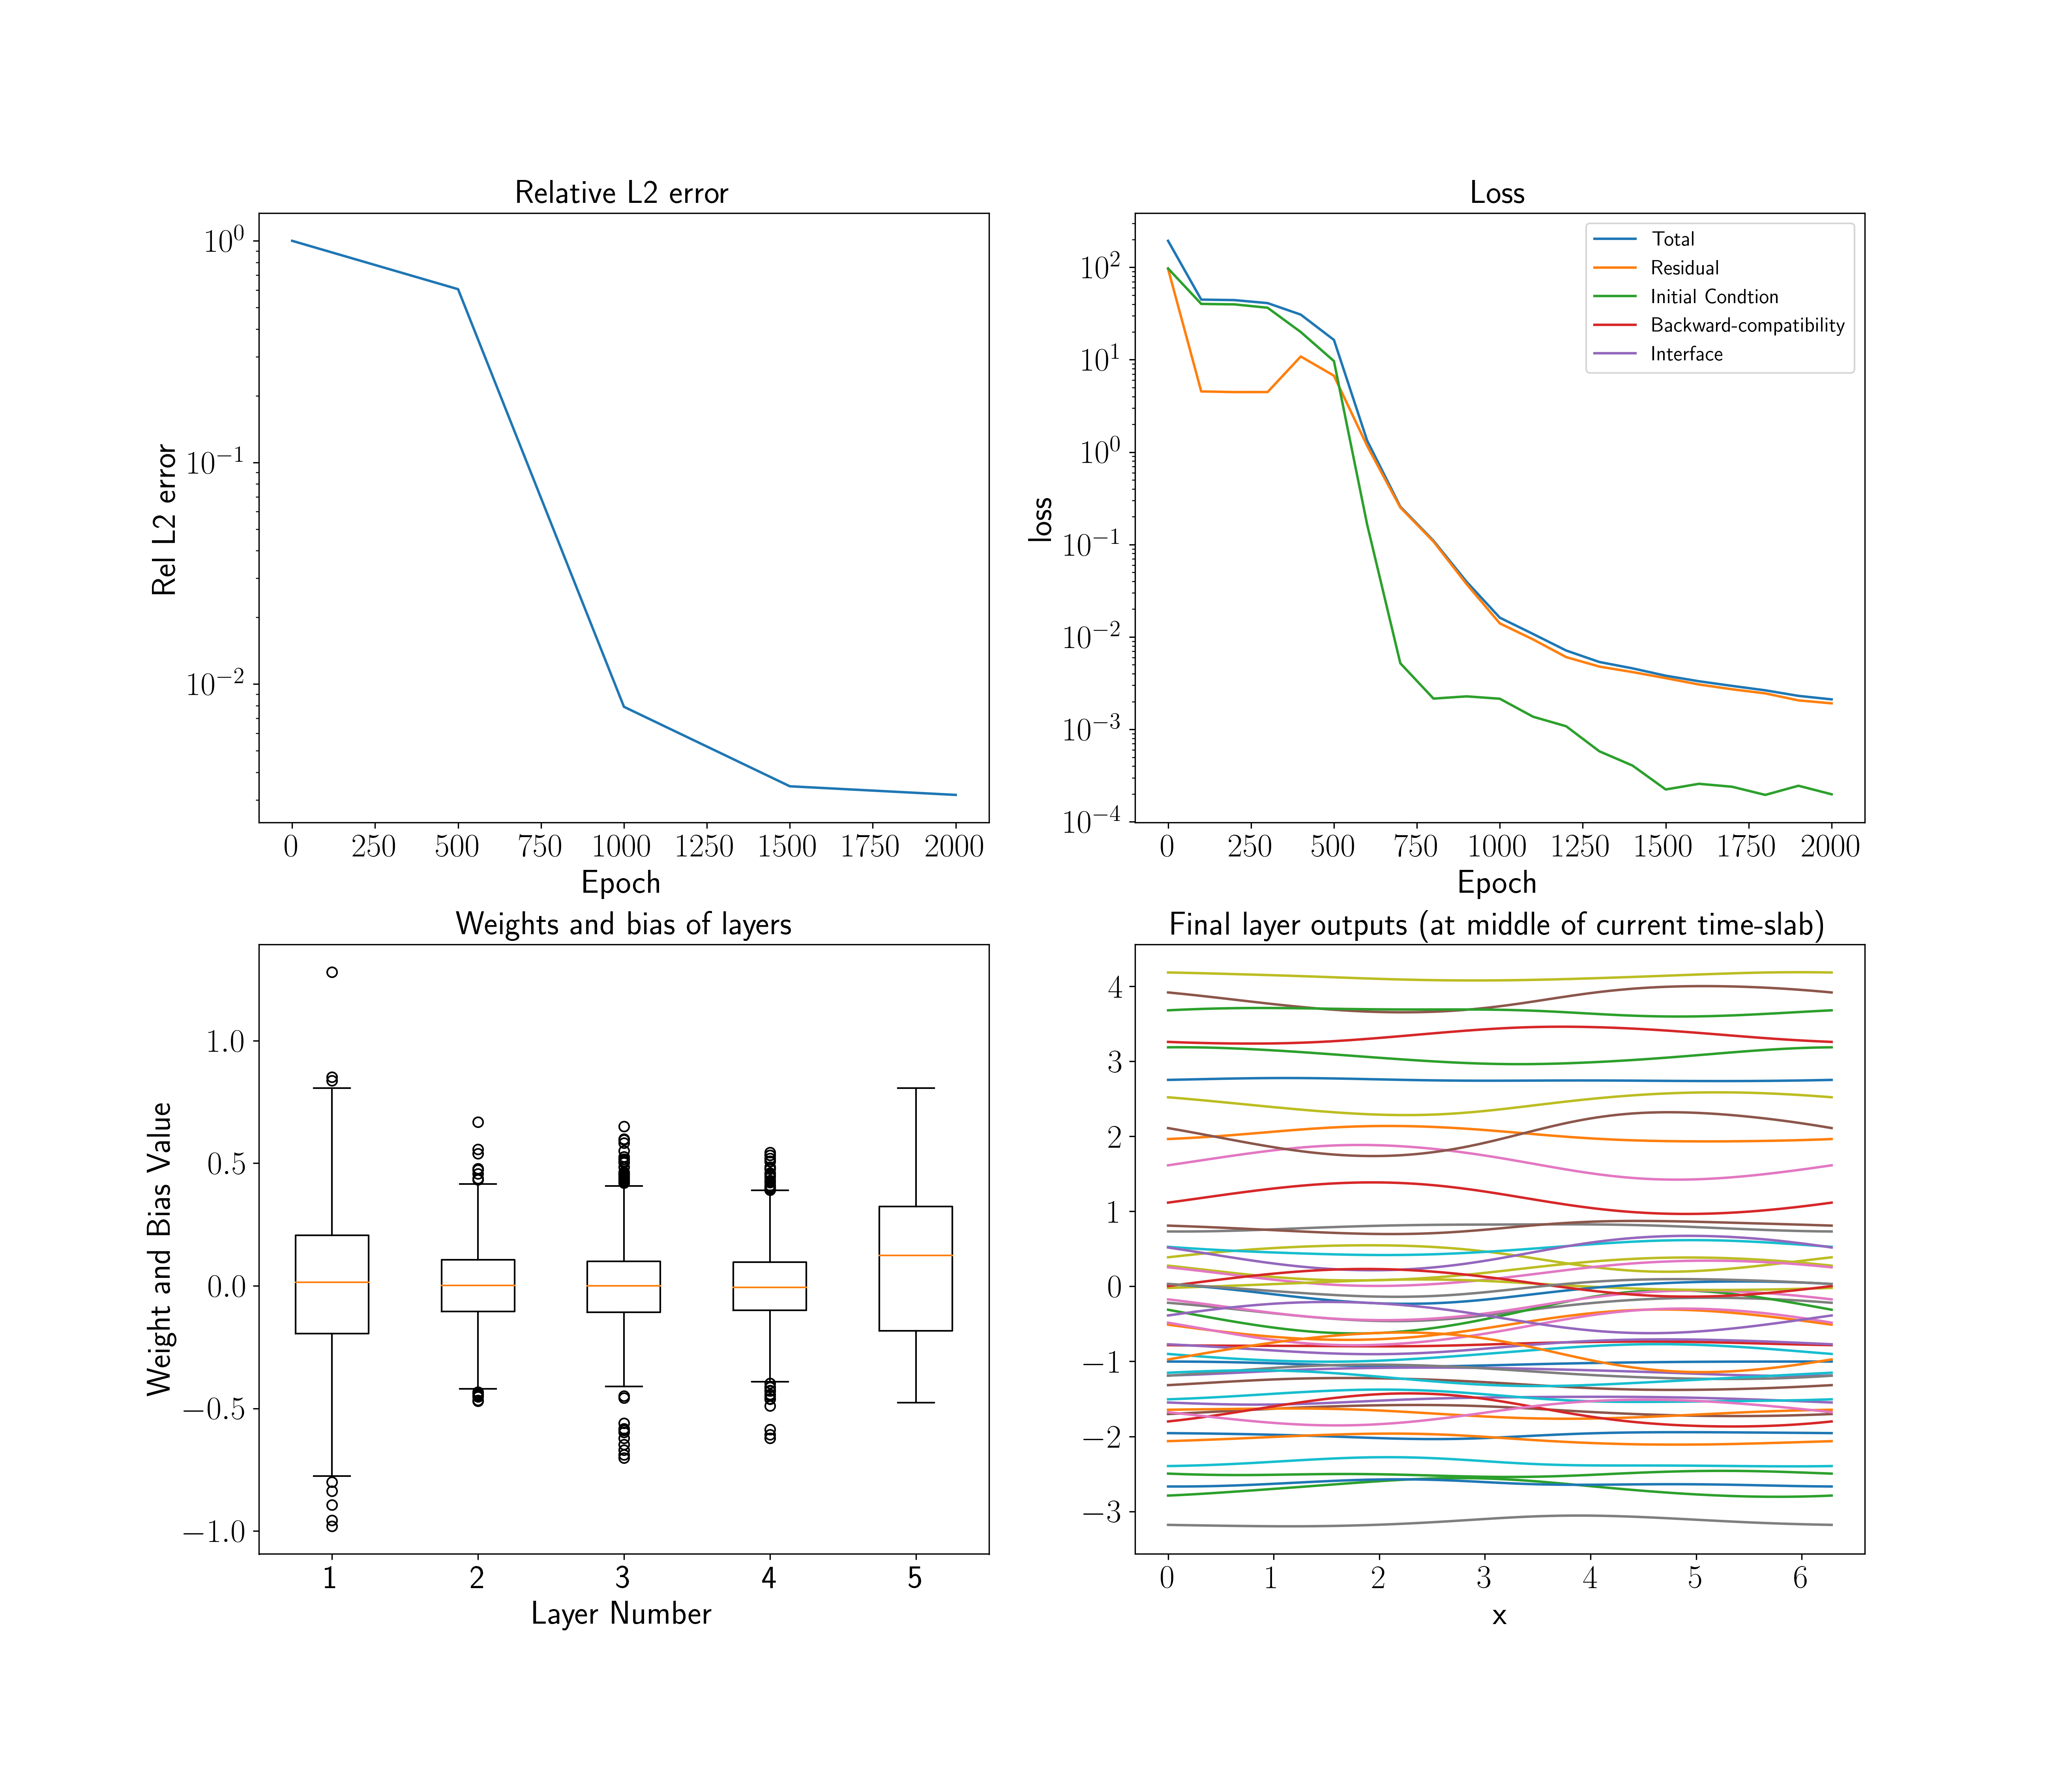 Relative L2 error
10^0
10^−1
10^−2
Rel L2 error
0 250 500 750 1000 1250 1500 1750 2000
Epoch
Loss
10^2
10^1
10^0
10^−1
10^−2
10^−3
10^−4
loss
Total
Residual
Initial Condtion
Backward-compatibility
Interface
0 250 500 750 1000 1250 1500 1750 2000
Epoch
Weights and bias of layers
1.0
0.5
0.0
−0.5
−1.0
Weight and Bias Value
1 2 3 4 5
Layer Number
Final layer outputs (at middle of current time-slab)
4
3
2
1
0
−1
−2
−3
0 1 2 3 4 5 6
x